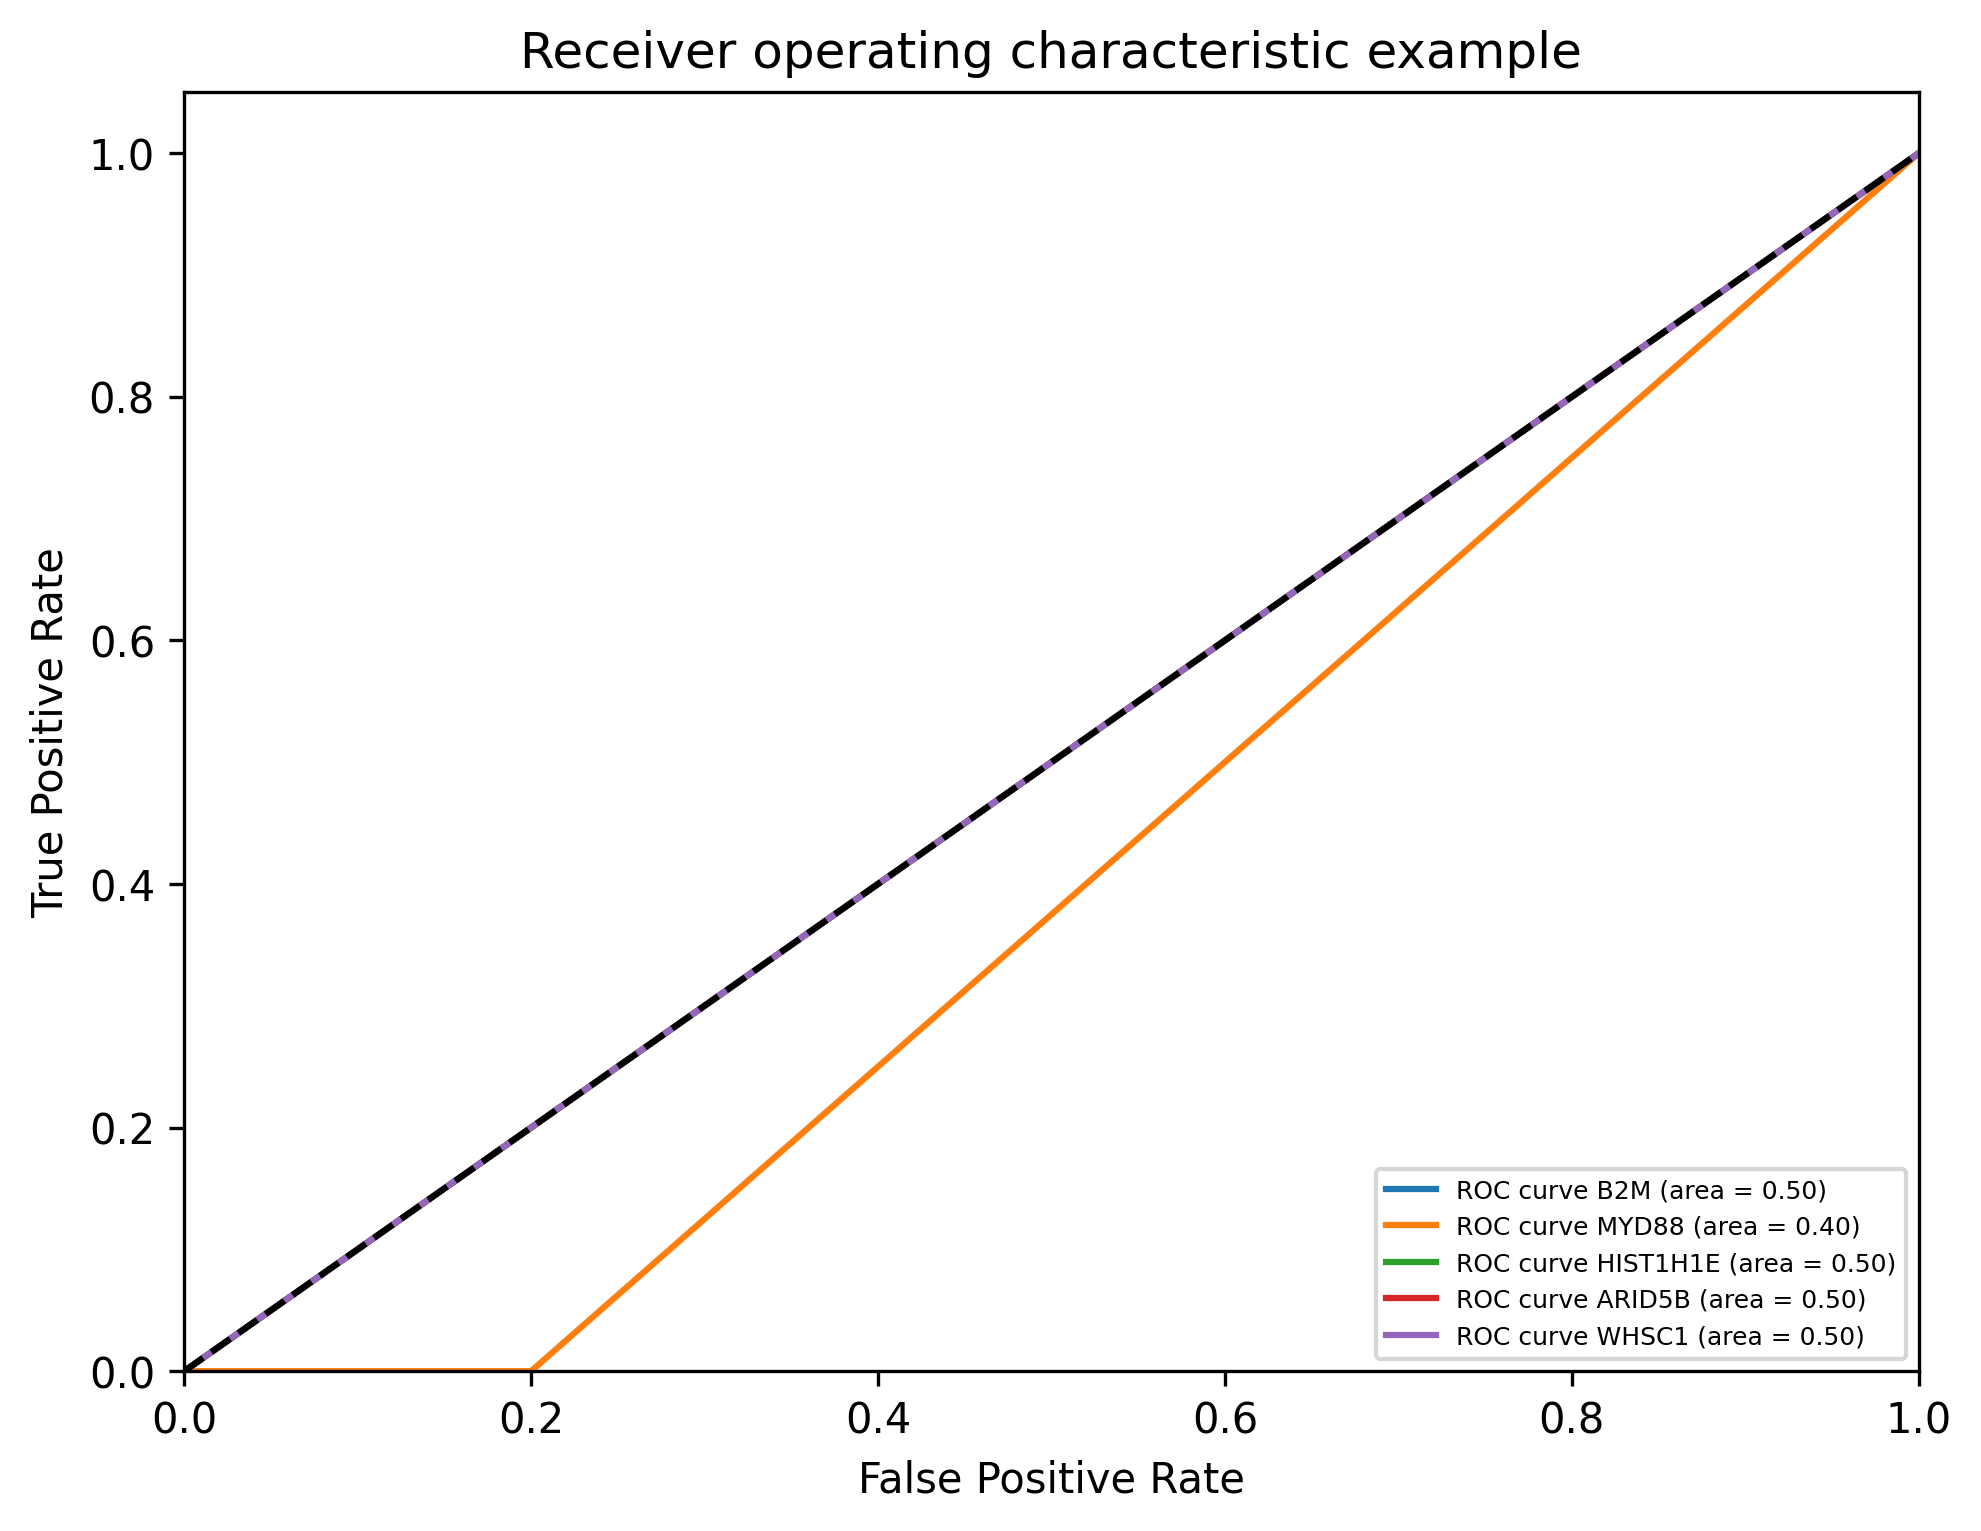 Receiver operating characteristic example
1.0
0.8
0.6
0.4
0.2
0.0
True Positive Rate
ROC curve B2M (area = 0.50)
ROC curve MYD88 (area = 0.40)
ROC curve HIST1H1E (area = 0.50)
ROC curve ARID5B (area = 0.50)
ROC curve WHSC1 (area = 0.50)
0.0 0.2 0.4 0.6 0.8 1.0
False Positive Rate